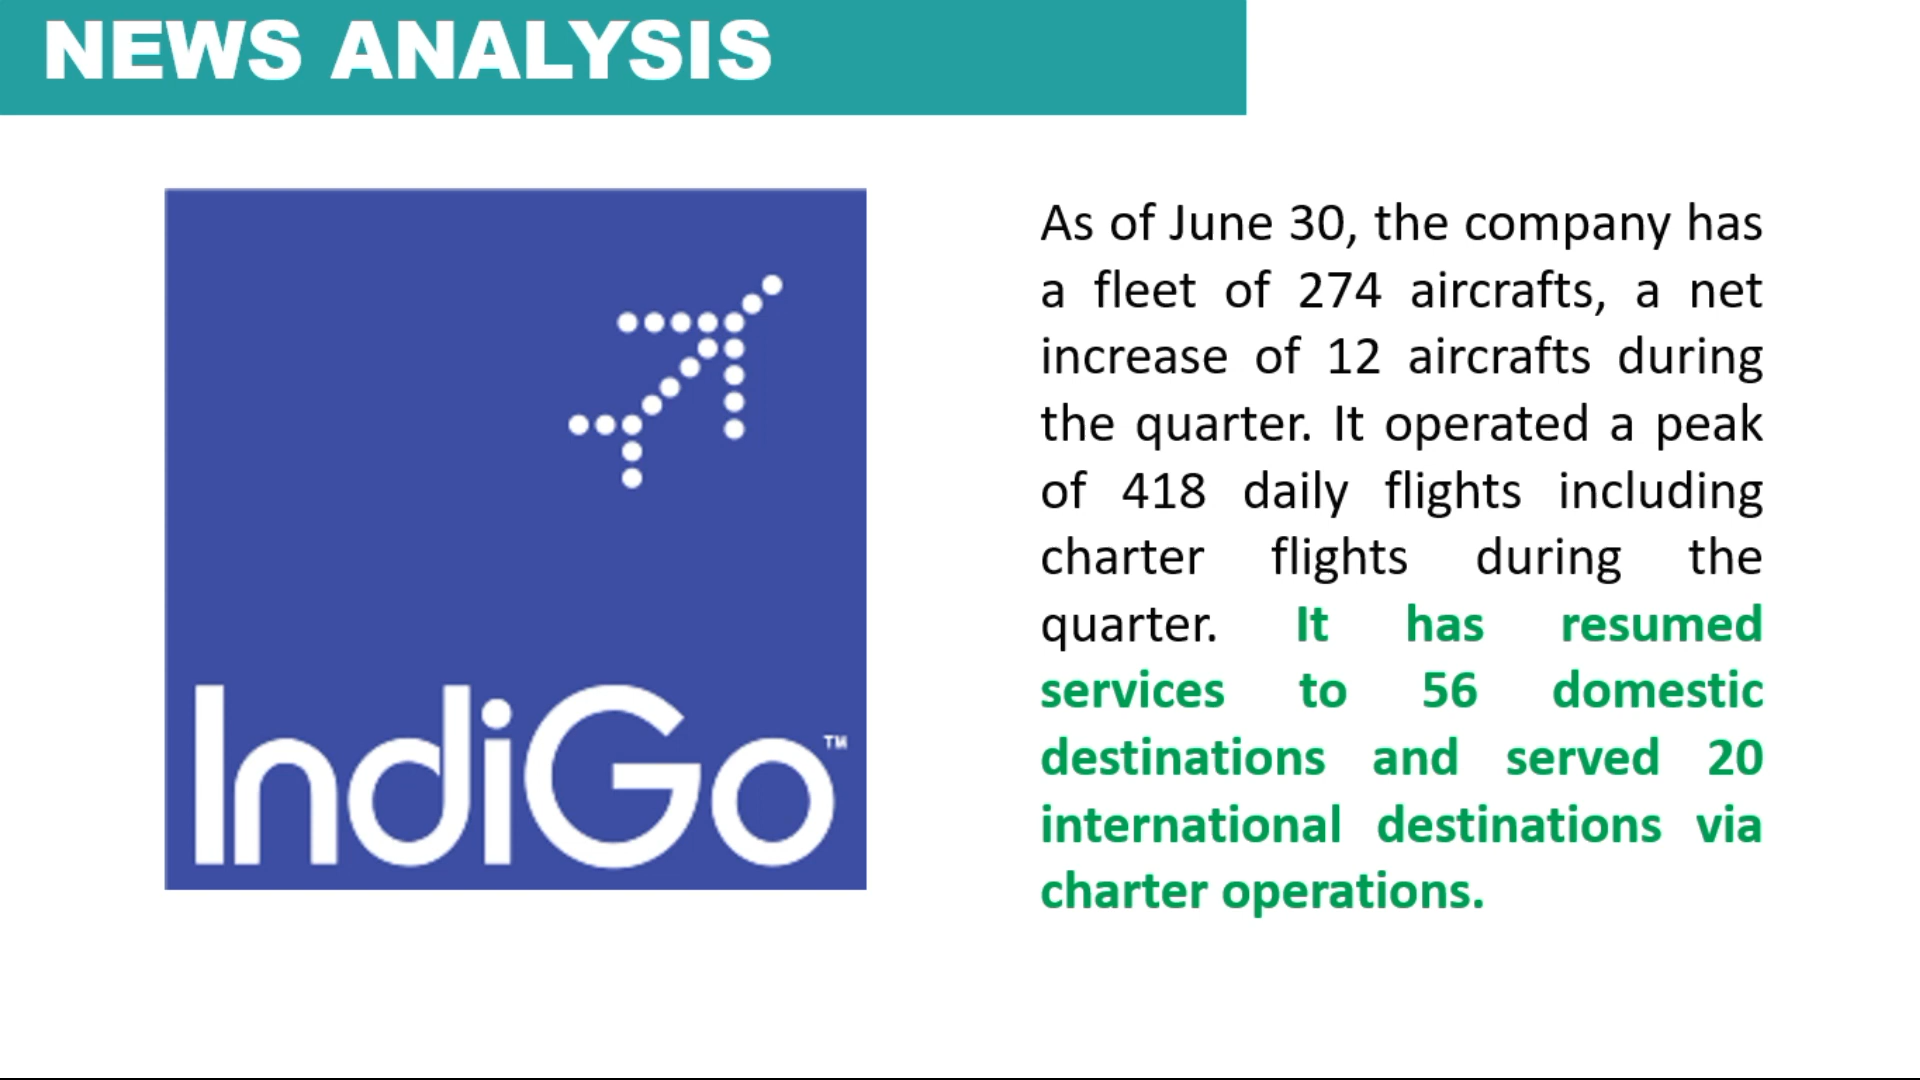 NEWS ANALYSIS
IndiGo™
As of June 30, the company has
a fleet of 274 aircrafts, a net
increase of 12 aircrafts during
the quarter. It operated a peak
of 418 daily flights including
charter flights during the
quarter. It has resumed
services to 56 domestic
destinations and served 20
international destinations via
charter operations.